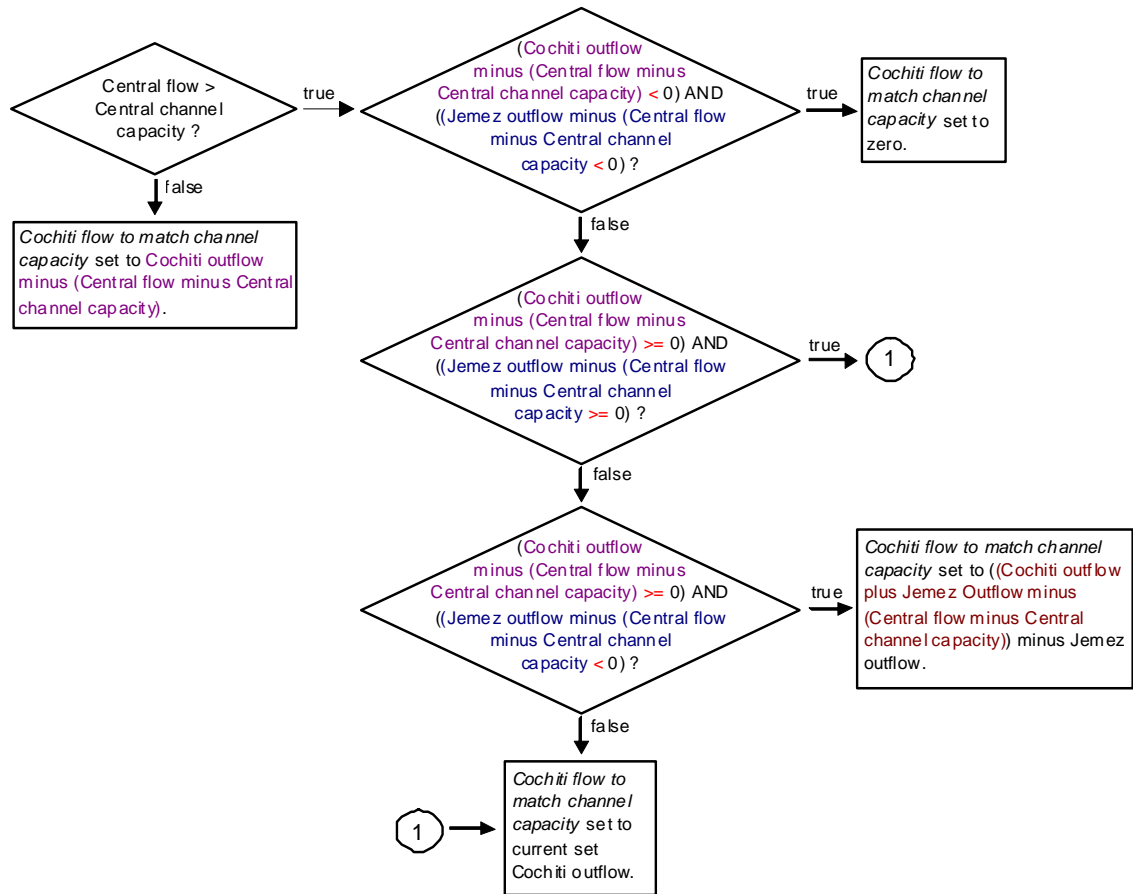 Central flow >
Central channel
capacity ?
true
(Cochiti outflow
minus (Central flow minus
Central channel capacity) < 0) AND
((Jemez outflow minus (Central flow
minus Central channel
capacity < 0) ?
true
Cochiti flow to
match channel
capacity set to
zero.
false
Cochiti flow to match channel
capacity set to Cochiti outflow
minus (Central flow minus Central
channel capacity).
false
(Cochiti outflow
minus (Central flow minus
Central channel capacity) >= 0) AND
((Jemez outflow minus (Central flow
minus Central channel
capacity >= 0) ?
true
1
false
(Cochiti outflow
minus (Central flow minus
Central channel capacity) >= 0) AND
((Jemez outflow minus (Central flow
minus Central channel
capacity < 0) ?
true
Cochiti flow to match channel
capacity set to ((Cochiti outflow
plus Jemez Outflow minus
(Central flow minus Central
channel capacity)) minus Jemez
outflow.
false
1
Cochiti flow to
match channel
capacity set to
current set
Cochiti outflow.